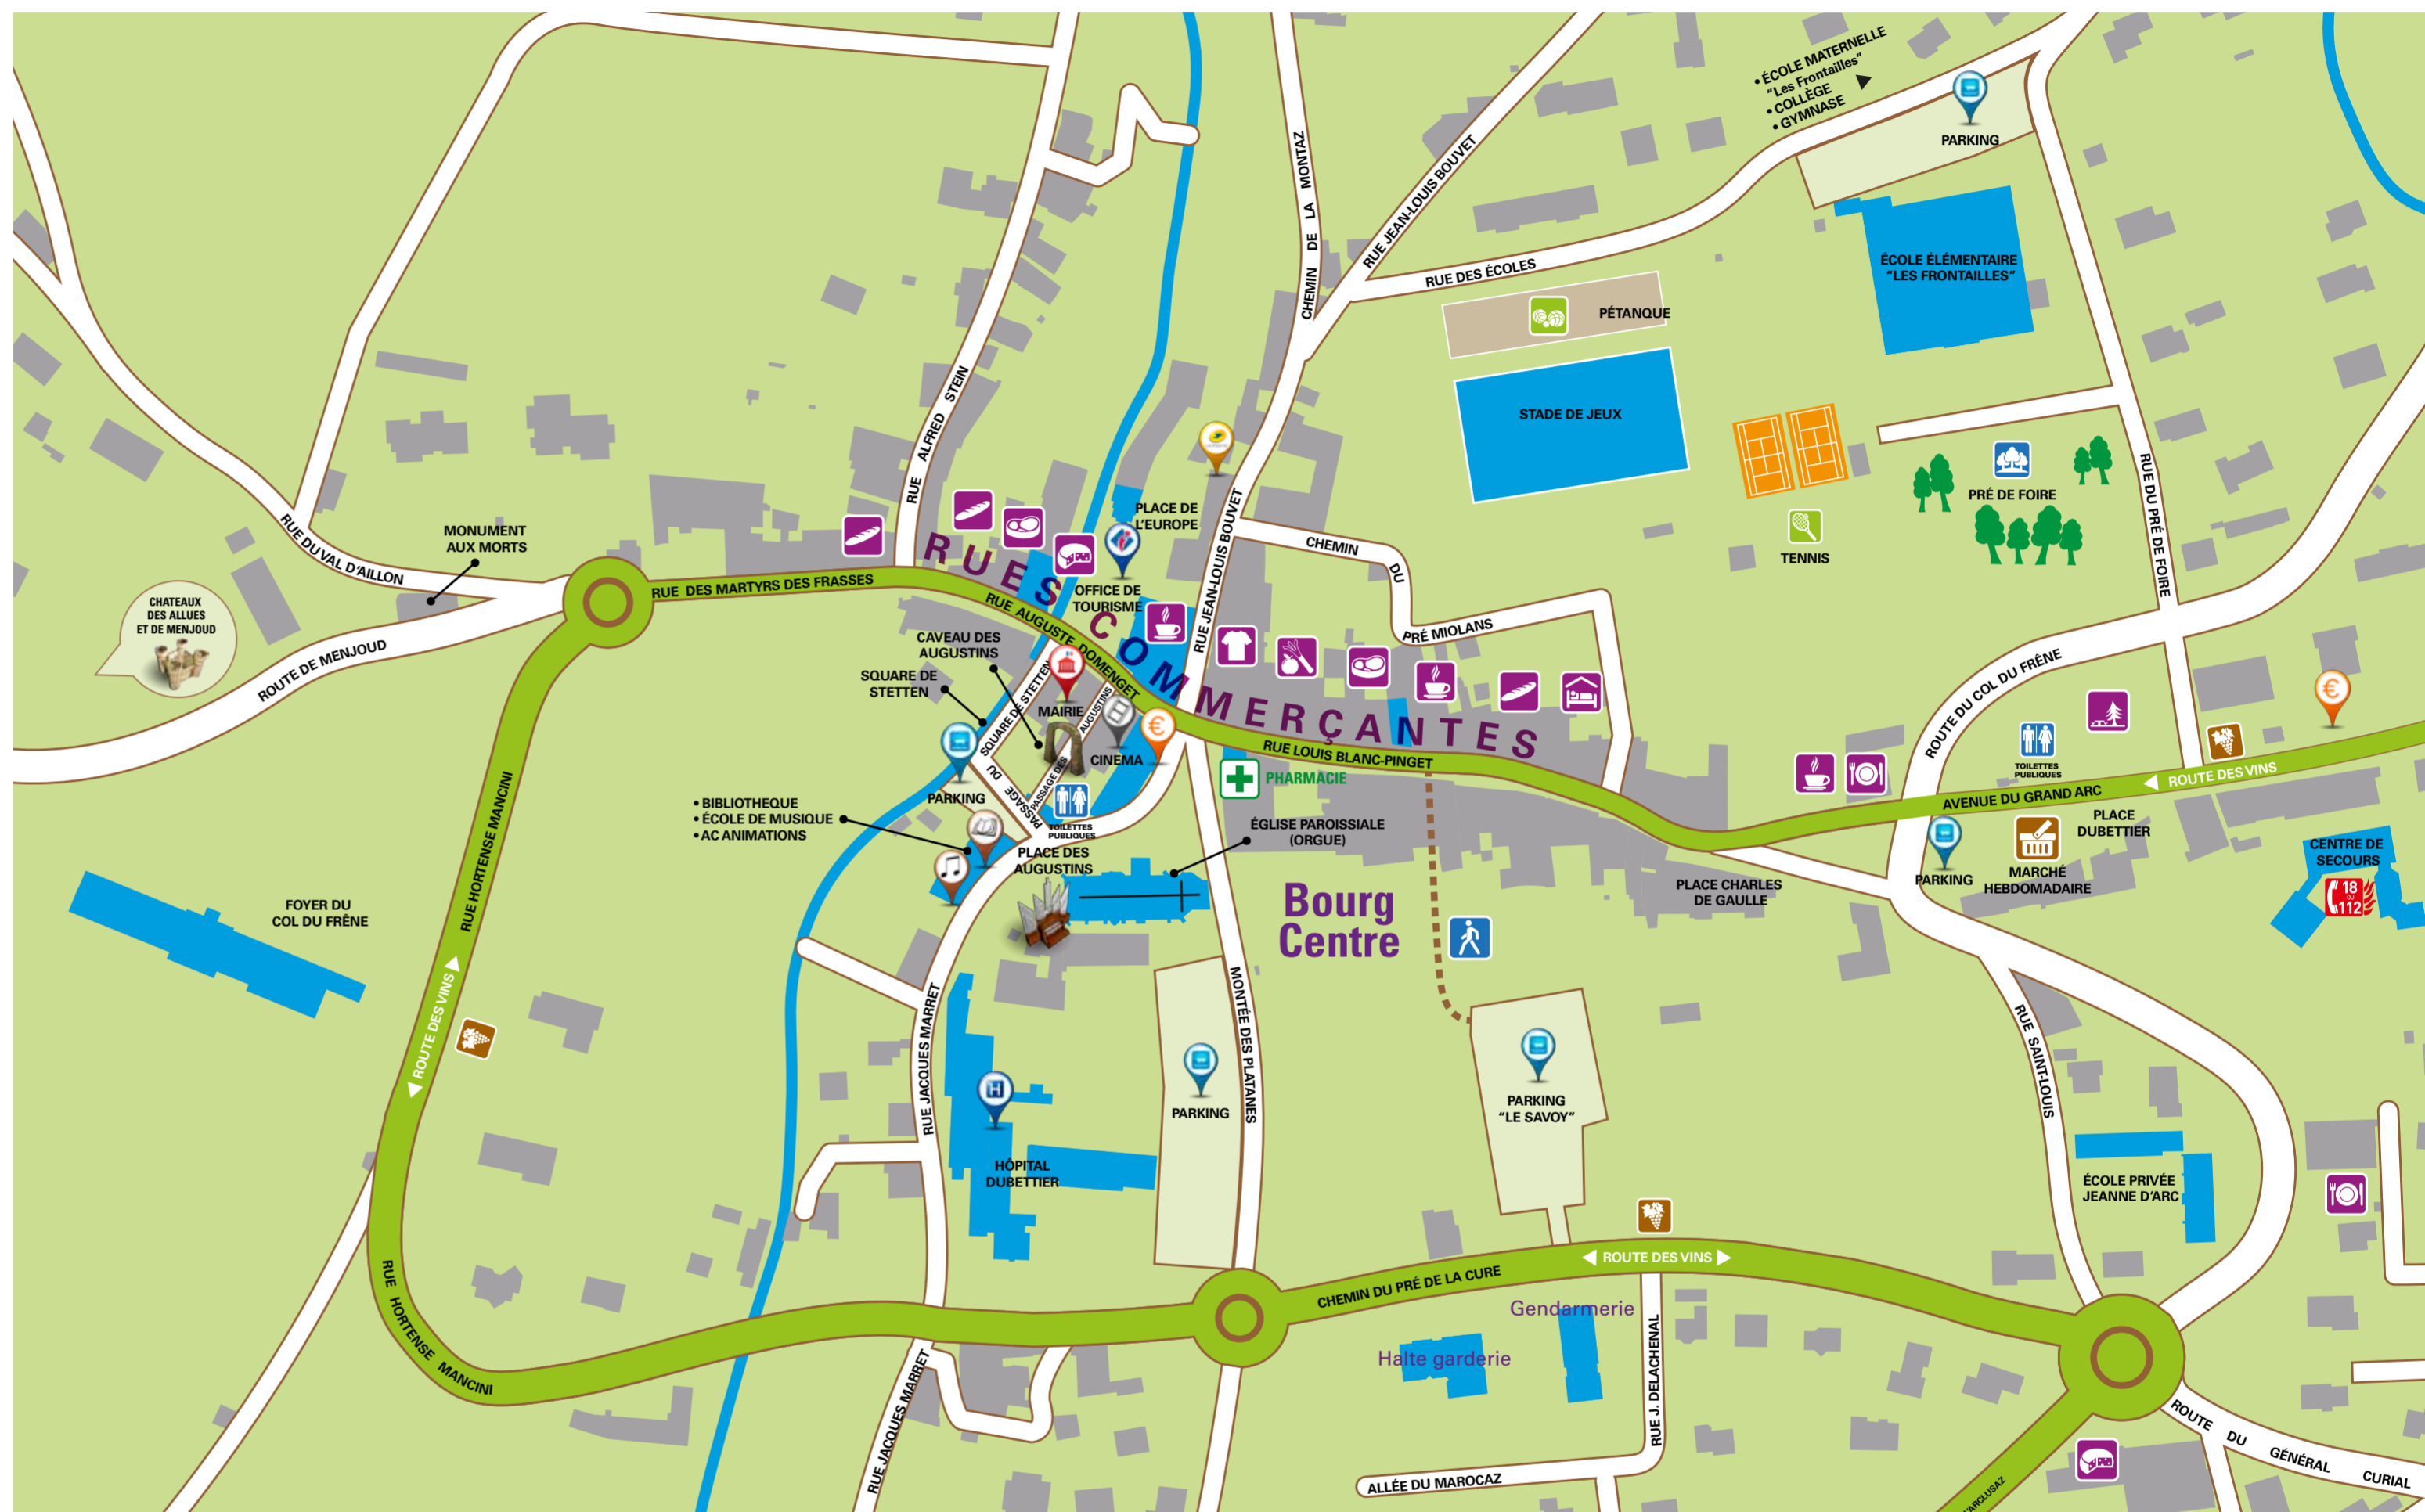 • ÉCOLE MATERNELLE
"Les Frontailles"
• COLLÈGE
• GYMNASE
PARKING
CHEMIN DE LA MONTAZ
RUE JEAN-LOUIS BOUVET
RUE DES ÉCOLES
ÉCOLE ÉLÉMENTAIRE
"LES FRONTAILLES"
PÉTANQUE
STADE DE JEUX
TENNIS
PRÉ DE FOIRE
RUE DU PRÉ DE FOIRE
RUE ALFRED STEIN
PLACE DE
L'EUROPE
RUE JEAN-LOUIS BOUVET
CHEMIN DU PRÉ MIOLANS
MONUMENT
AUX MORTS
RUE DU VAL D'AILLON
CHATEAUX
DES ALLUES
ET DE MENJOUD
ROUTE DE MENJOUD
RUE DES MARTYRS DES FRASSES
RUES COMMERÇANTES
RUE AUGUSTE DOMENGET
OFFICE DE
TOURISME
CAVEAU DES
AUGUSTINS
SQUARE DE
STETTEN
SQUARE DE STETTEN
PASSAGE DU
MAIRIE
PASSAGE DES AUGUSTINS
CINEMA
€
PARKING
TOILETTES
PUBLIQUES
RUE LOUIS BLANC-PINGET
PHARMACIE
• BIBLIOTHEQUE
• ÉCOLE DE MUSIQUE
• AC ANIMATIONS
PLACE DES
AUGUSTINS
ÉGLISE PAROISSIALE
(ORGUE)
Bourg
Centre
PLACE CHARLES
DE GAULLE
ROUTE DU COL DU FRÊNE
TOILETTES
PUBLIQUES
€
ROUTE DES VINS
AVENUE DU GRAND ARC
PLACE
DUBETTIER
PARKING
MARCHÉ
HEBDOMADAIRE
CENTRE DE
SECOURS
18
OU
112
FOYER DU
COL DU FRÊNE
RUE HORTENSE MANCINI
ROUTE DES VINS
RUE JACQUES MARRET
H
HÔPITAL
DUBETTIER
PARKING
MONTÉE DES PLATANES
PARKING
"LE SAVOY"
RUE SAINT-LOUIS
ÉCOLE PRIVÉE
JEANNE D'ARC
RUE HORTENSE MANCINI
CHEMIN DU PRÉ DE LA CURE
ROUTE DES VINS
Gendarmerie
Halte garderie
RUE J. DELACHENAL
ALLÉE DU MAROCAZ
RUE JACQUES MARRET
ROUTE DU GÉNÉRAL CURIAL
D'ARCLUSAZ